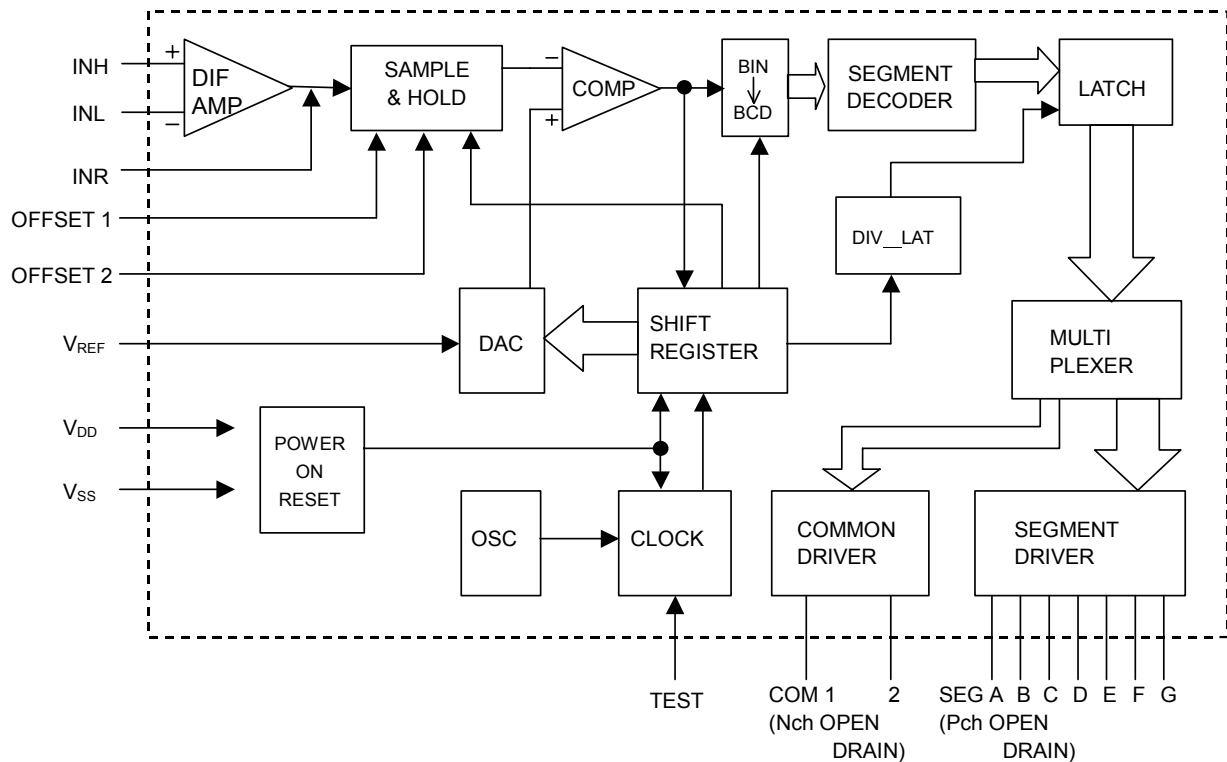 INH
+
INL
−
DIF
AMP
INR
OFFSET 1
OFFSET 2
SAMPLE
& HOLD
−
+
COMP
BIN
BCD
SEGMENT
DECODER
LATCH
DIV__LAT
VREF
DAC
SHIFT
REGISTER
MULTI
PLEXER
VDD
VSS
POWER
ON
RESET
OSC
CLOCK
COMMON
DRIVER
SEGMENT
DRIVER
TEST
COM 1 2
(Nch OPEN
DRAIN)
SEG A B C D E F G
(Pch OPEN
DRAIN)